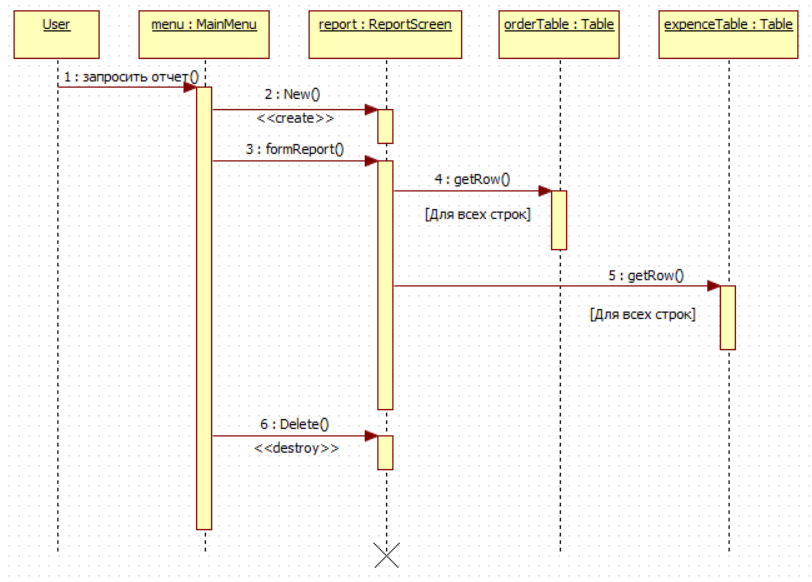 User
menu : MainMenu
report : ReportScreen
orderTable : Table
expenceTable : Table
1 : запросить отчет()
2 : New()
<<create>>
3 : formReport()
4 : getRow()
[Для всех строк]
5 : getRow()
[Для всех строк]
6 : Delete()
<<destroy>>